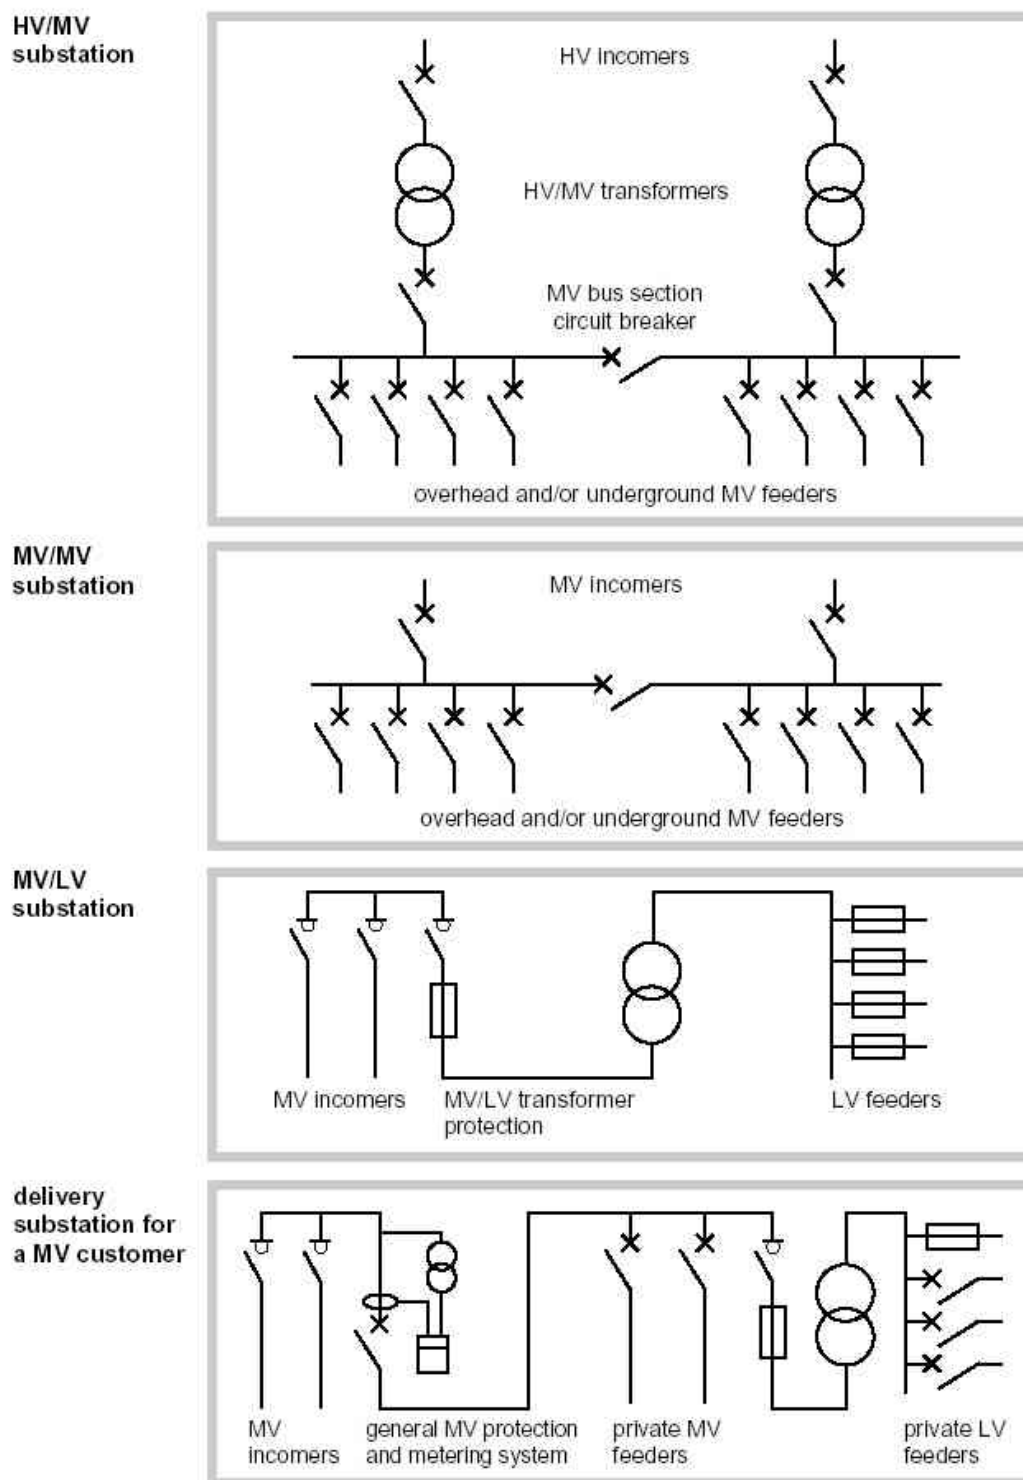 HV/MV
substation
HV incomers
HV/MV transformers
MV bus section
circuit breaker
overhead and/or underground MV feeders
MV/MV
substation
MV incomers
overhead and/or underground MV feeders
MV/LV
substation
MV incomers
MV/LV transformer
protection
LV feeders
delivery
substation for
a MV customer
MV
incomers
general MV protection
and metering system
private MV
feeders
private LV
feeders